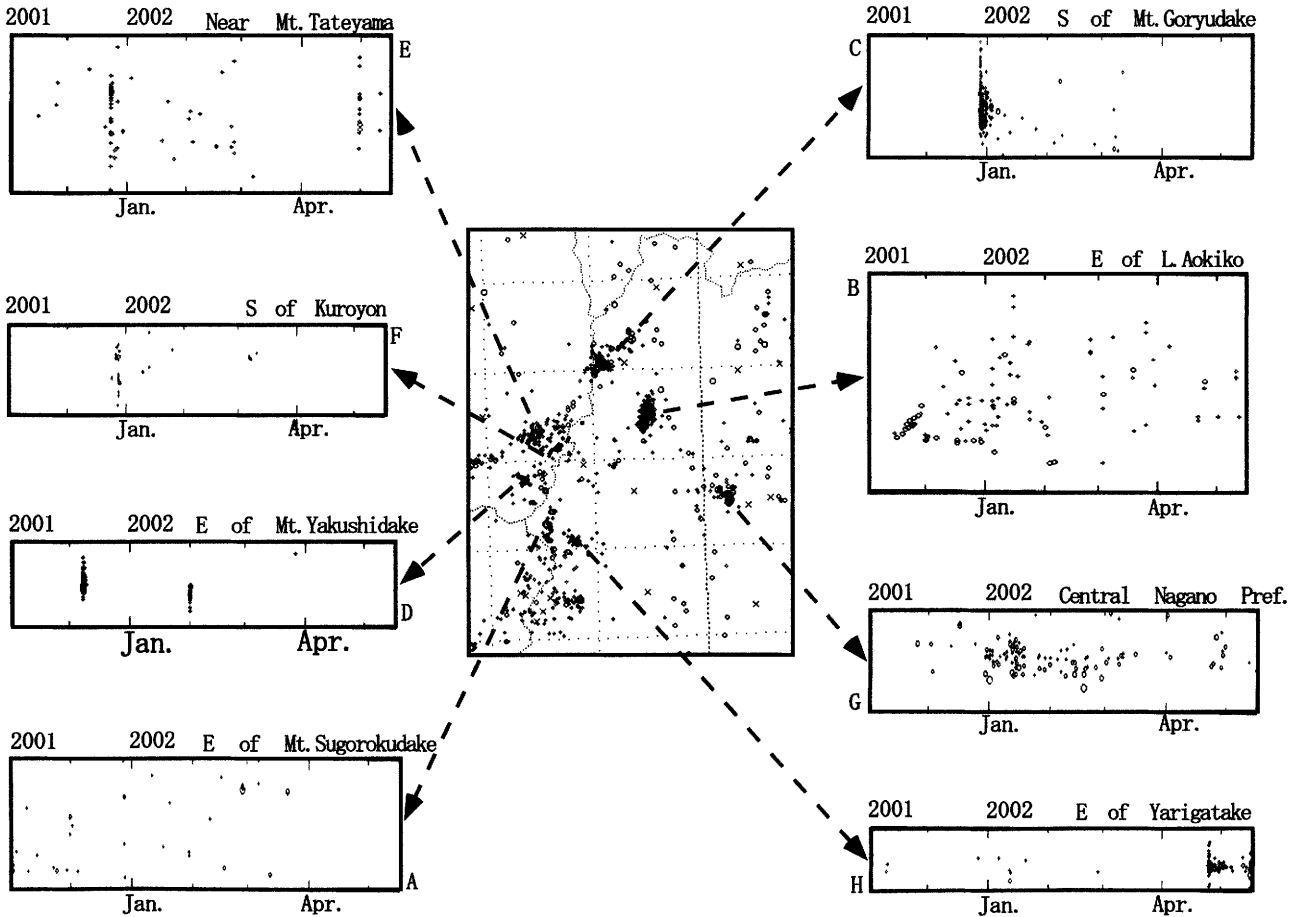 2001 2002 Near Mt.Tateyama
E
Jan. Apr.
2001 2002 S of Kuroyon
F
Jan. Apr.
2001 2002 E of Mt.Yakushidake
D
Jan. Apr.
2001 2002 E of Mt.Sugorokudake
A
Jan. Apr.
2001 2002 S of Mt.Goryudake
C
Jan. Apr.
2001 2002 E of L.Aokiko
B
Jan. Apr.
2001 2002 Central Nagano Pref.
G
Jan. Apr.
2001 2002 E of Yarigatake
H
Jan. Apr.